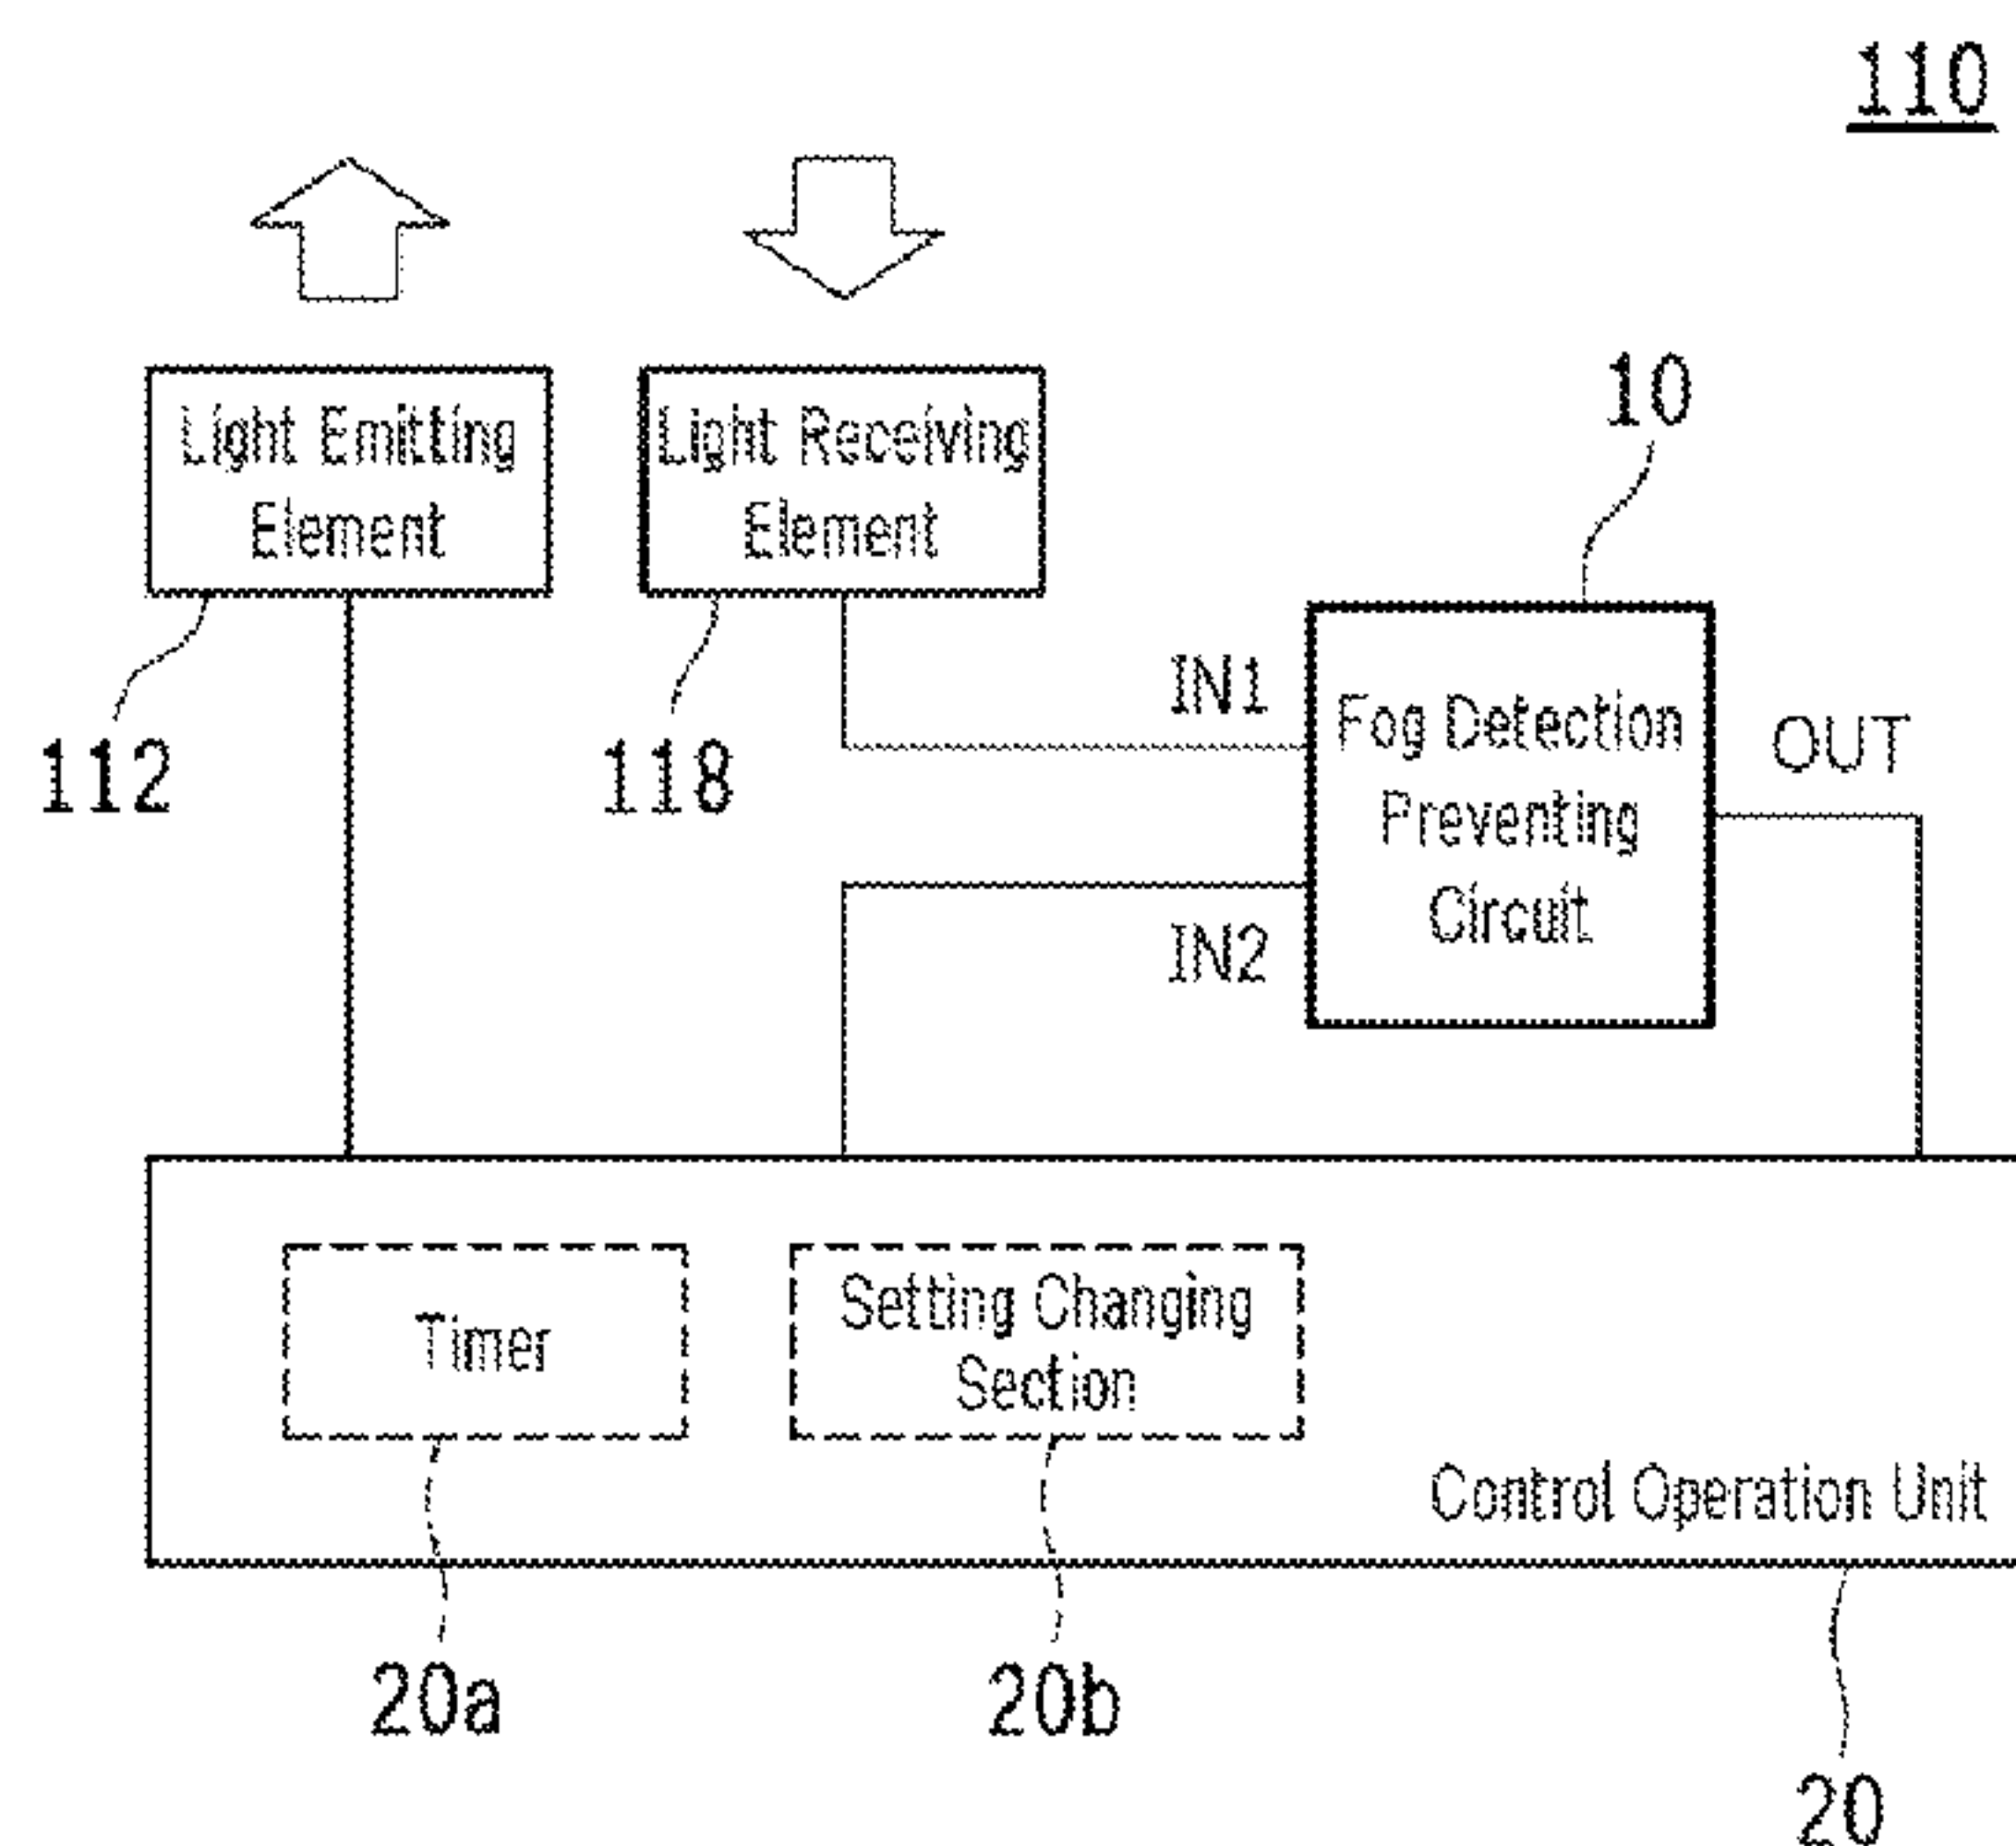 110
Light Emitting
Element
Light Receiving
Element
10
112
118
IN1
Fog Detection
Preventing
Circuit
OUT
IN2
Timer
Setting Changing
Section
Control Operation Unit
20a
20b
20